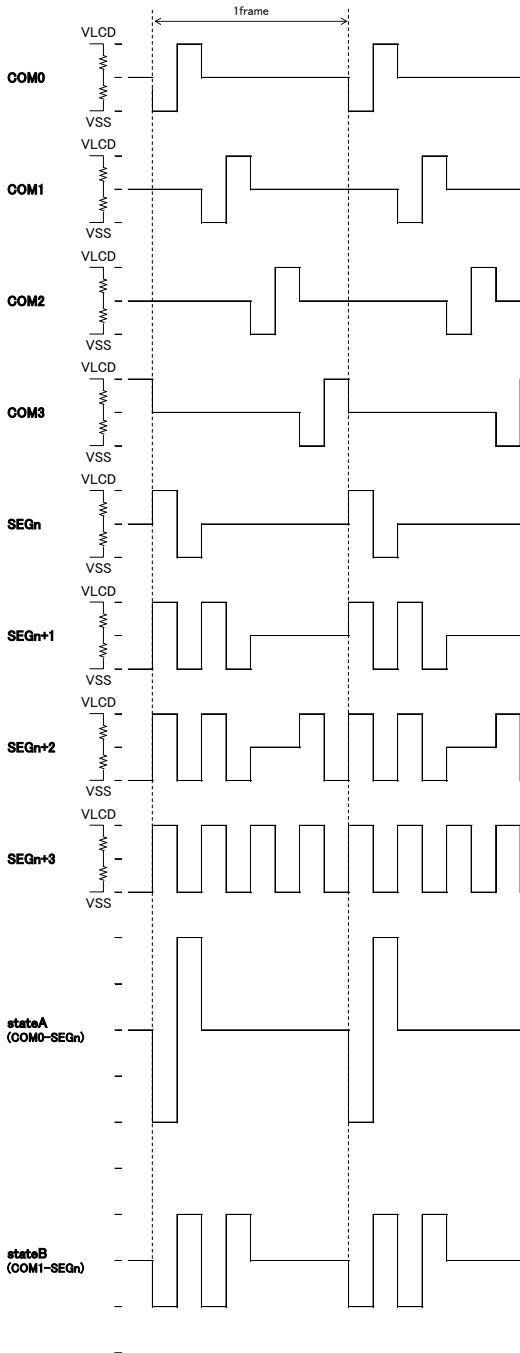 1frame
VLCD
COM0
VSS
VLCD
COM1
VSS
VLCD
COM2
VSS
VLCD
COM3
VSS
VLCD
SEGn
VSS
VLCD
SEGn+1
VSS
VLCD
SEGn+2
VSS
VLCD
SEGn+3
VSS
stateA
(COM0-SEGn)
stateB
(COM1-SEGn)